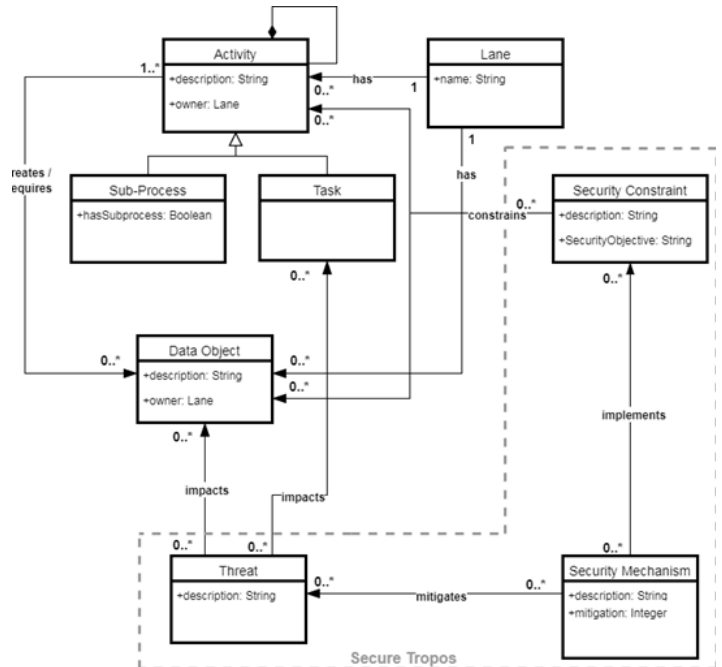 Activity
+description: String
+owner: Lane
Lane
+name: String
1..*
0..*
0..*
has
1
1
reates /
equires
has
Sub-Process
+hasSubprocess: Boolean
Task
constrains
0..*
Security Constraint
+description: String
+SecurityObjective: String
0..*
0..*
Data Object
+description: String
+owner: Lane
0..*
0..*
0..*
0..*
implements
impacts
impacts
0..*
0..*
0..*
Threat
+description: String
0..*
mitigates
0..*
Security Mechanism
+description: String
+mitigation: Integer
Secure Tropos